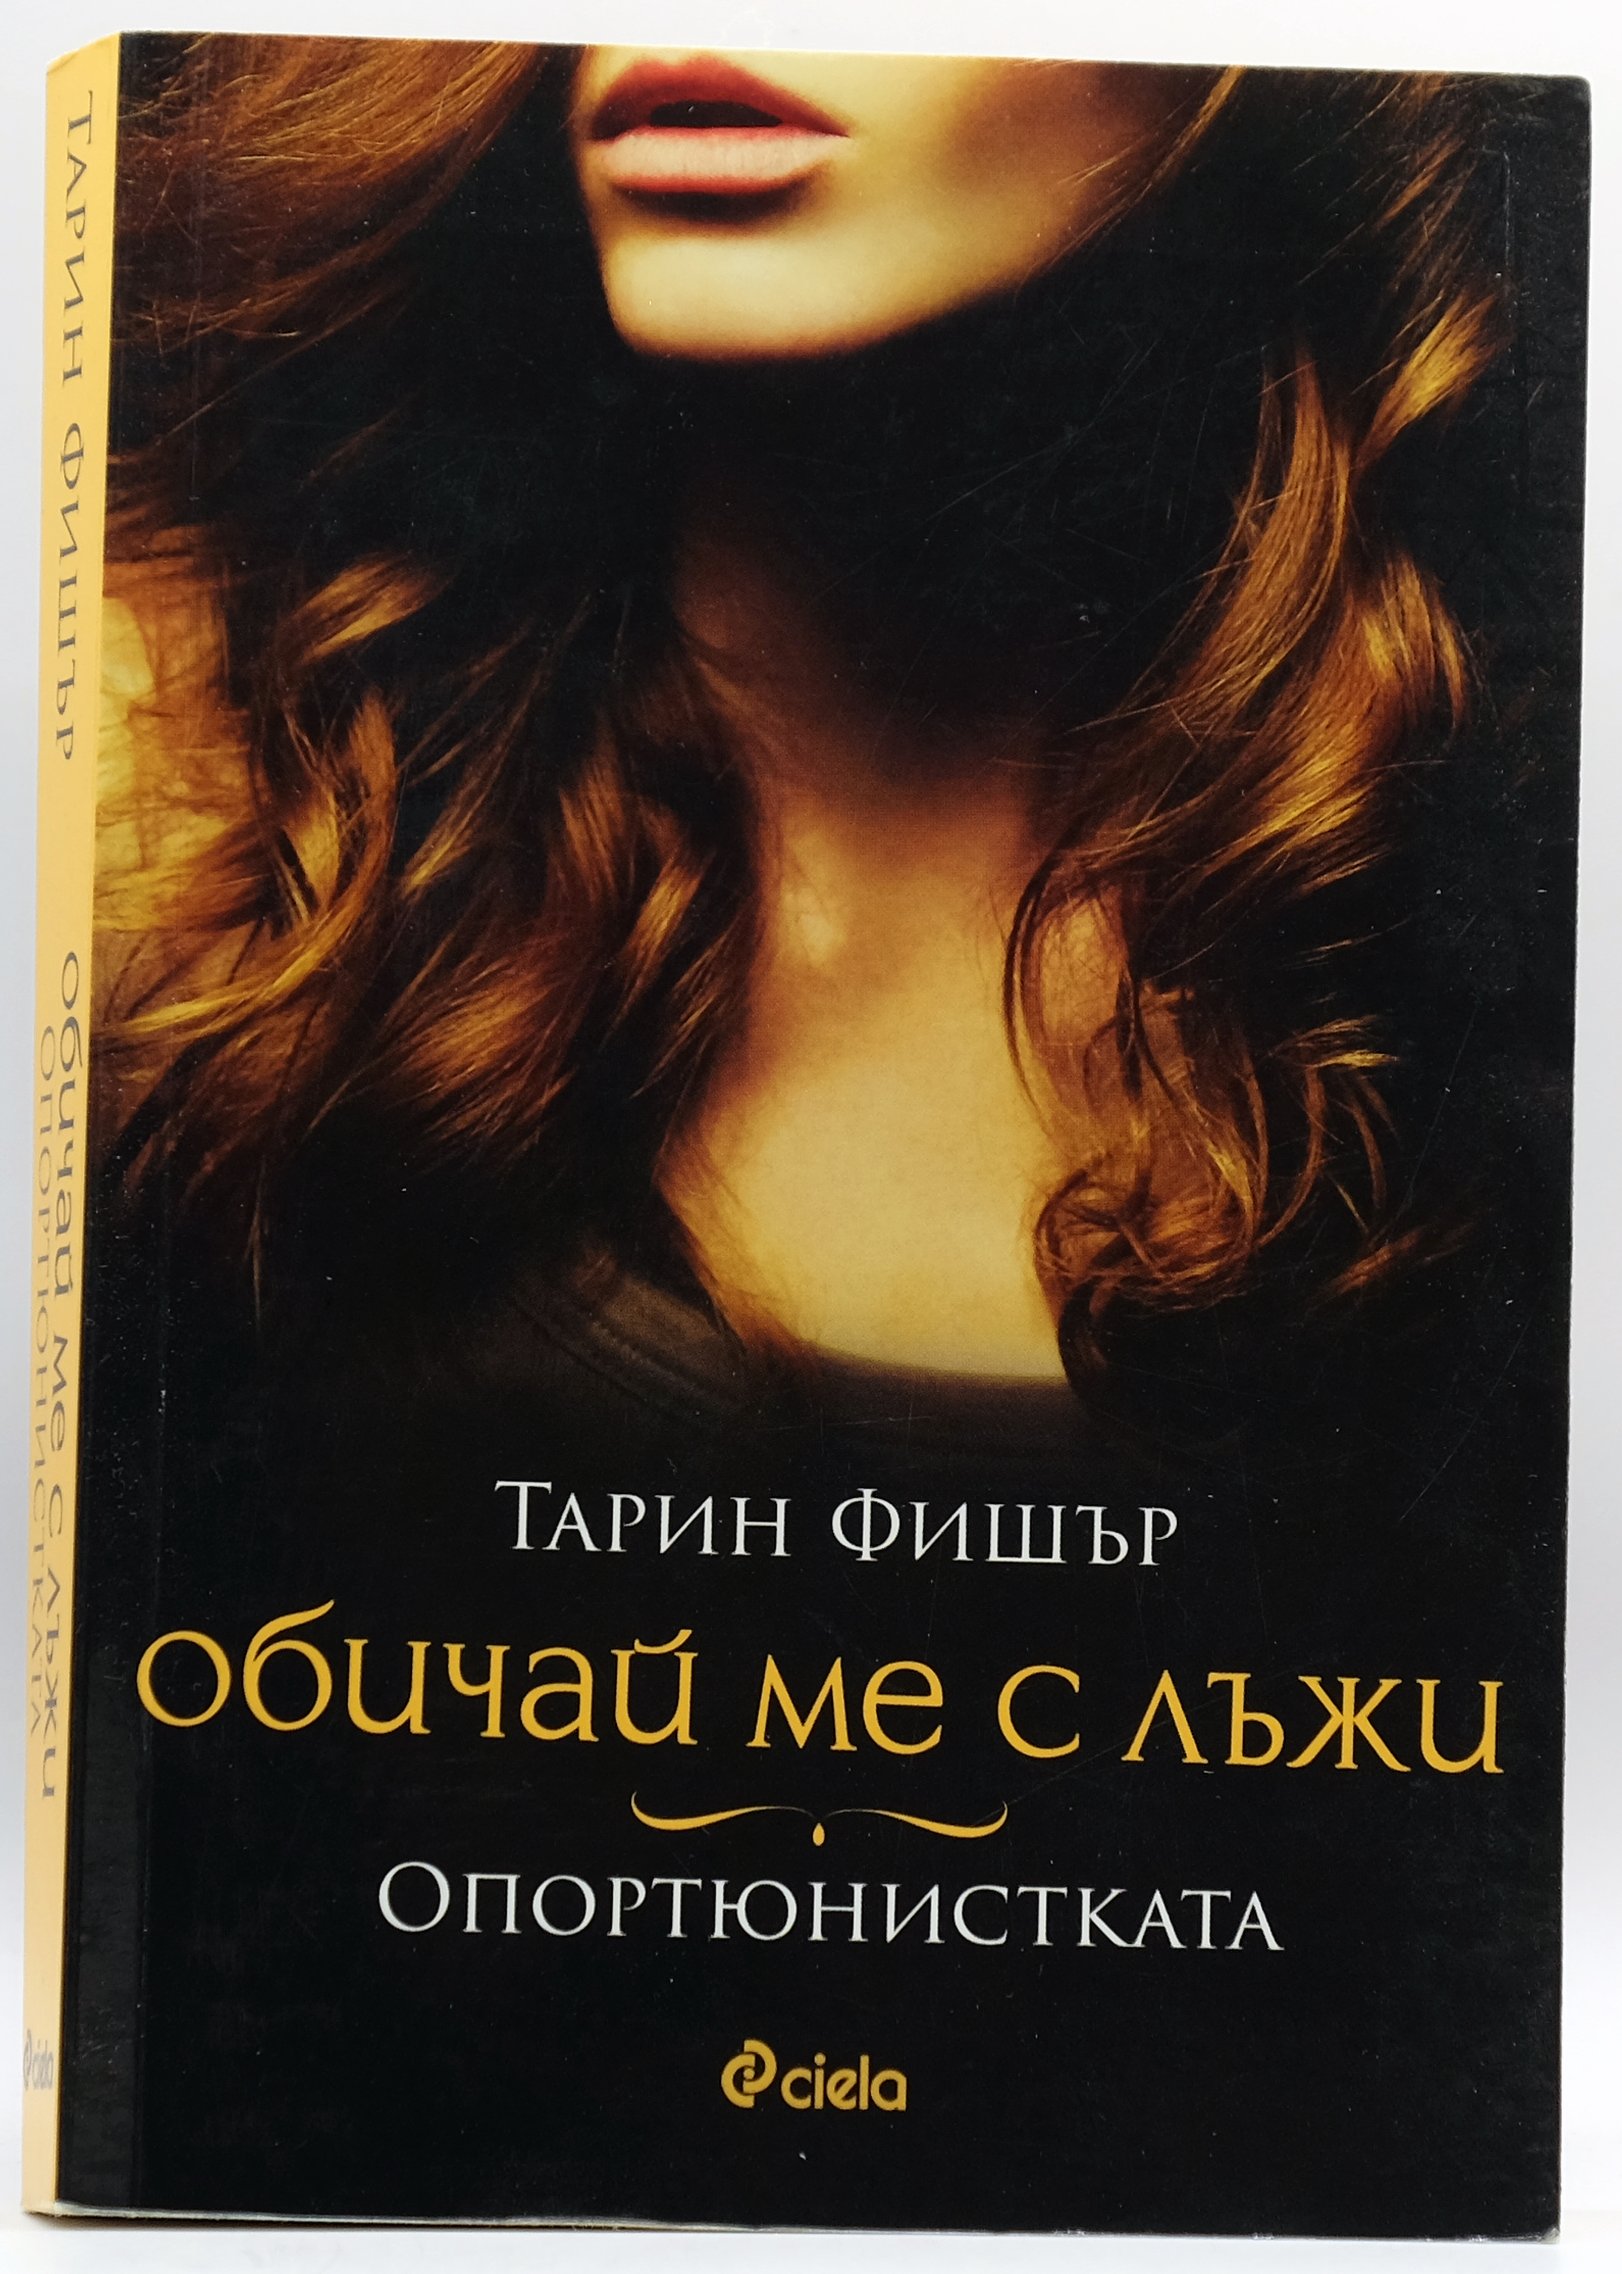 ТАРИН ФИШЪР
обичай ме с лъжи
ОПОРТЮНИСТКАТА
ciela
ТАРИН ФИШЪР
обичай ме с лъжи
ОПОРТЮНИСТКАТА
ciela